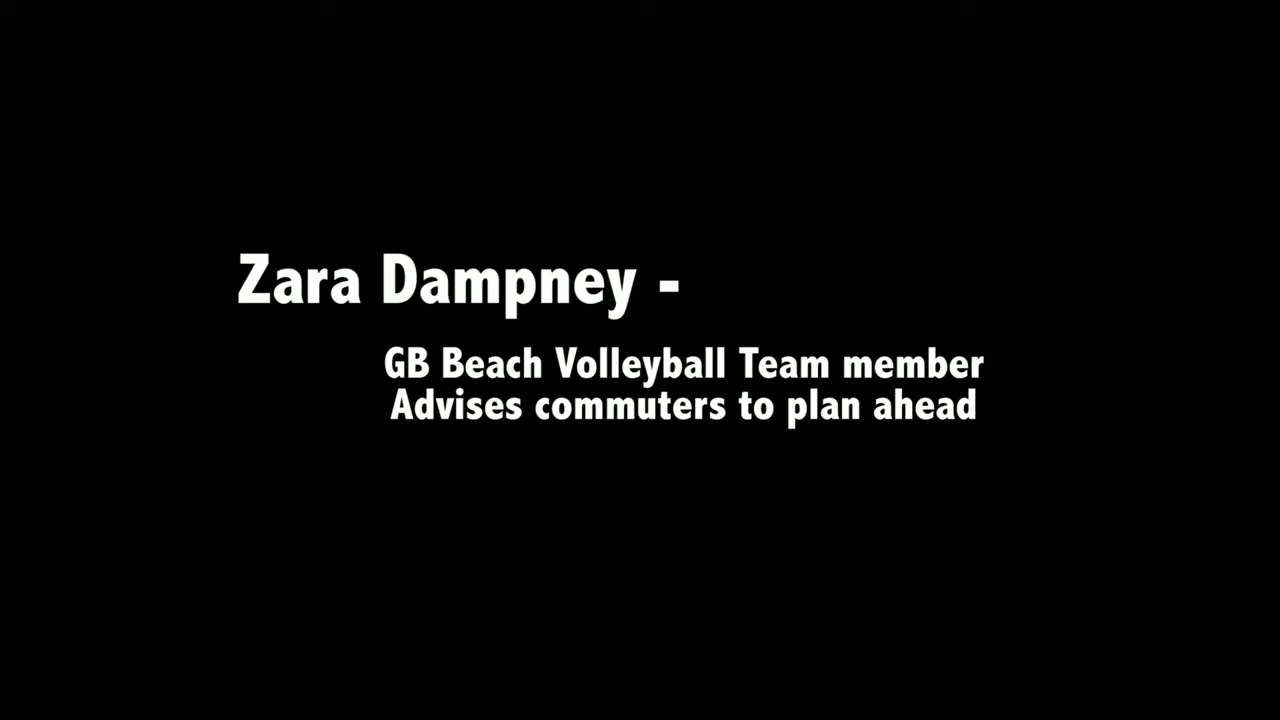 Zara Dampney -
GB Beach Volleyball Team member
Advises commuters to plan ahead